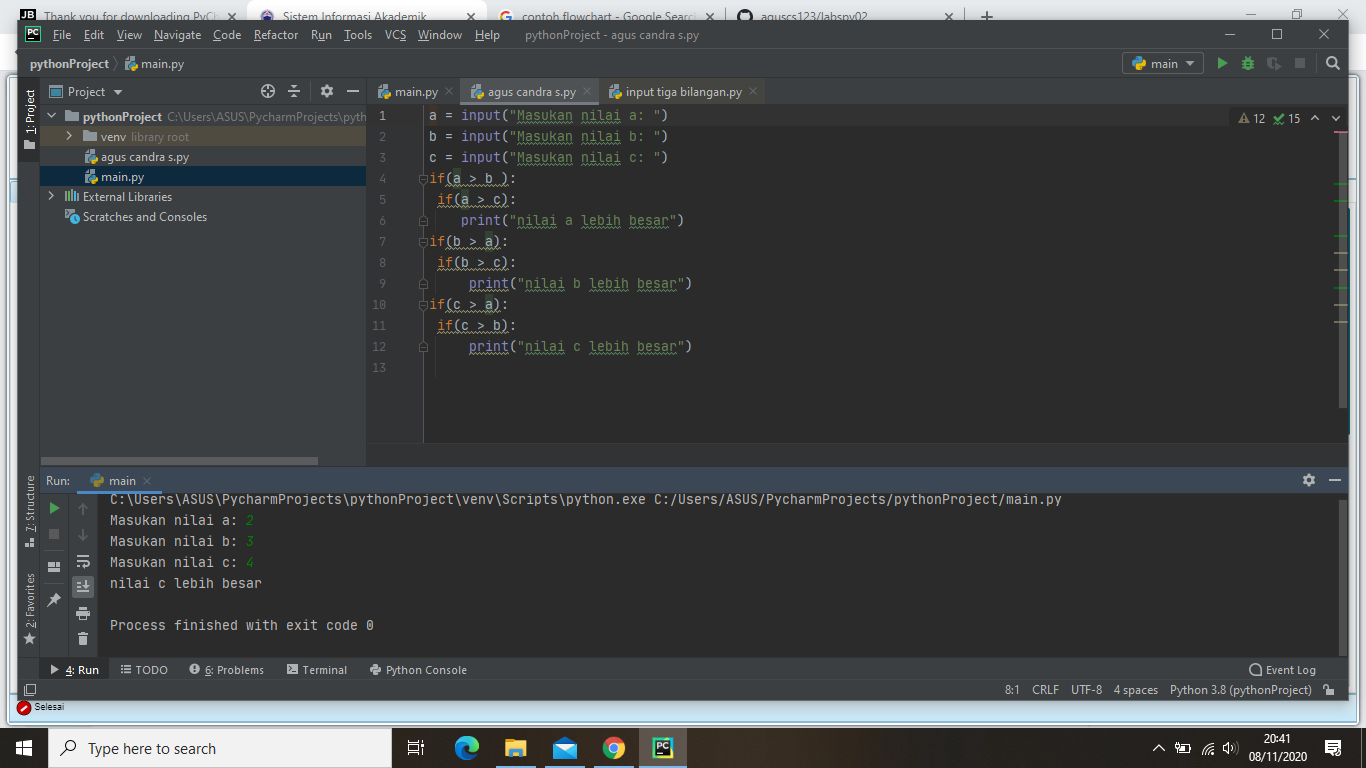 Thank you for downloading PyCh
Sistem Informasi Akademik
contoh flowchart - Google Searc
aguscs123/labspy02
File Edit View Navigate Code Refactor Run Tools VCS Window Help pythonProject - agus candra s.py
pythonProject main.py
main
1: Project
Project
main.py
agus candra s.py
input tiga bilangan.py
pythonProject C:\Users\ASUS\PycharmProjects\pyth
venv library root
agus candra s.py
main.py
External Libraries
Scratches and Consoles
12 15
1 a = input("Masukan nilai a: ")
2 b = input("Masukan nilai b: ")
3 c = input("Masukan nilai c: ")
4 if(a > b ):
5 if(a > c):
6 print("nilai a lebih besar")
7 if(b > a):
8 if(b > c):
9 print("nilai b lebih besar")
10 if(c > a):
11 if(c > b):
12 print("nilai c lebih besar")
13
Run: main
7: Structure
2: Favorites
C:\Users\ASUS\PycharmProjects\pythonProject\venv\Scripts\python.exe C:/Users/ASUS/PycharmProjects/pythonProject/main.py
Masukan nilai a: 2
Masukan nilai b: 3
Masukan nilai c: 4
nilai c lebih besar
Process finished with exit code 0
4: Run TODO 6: Problems Terminal Python Console Event Log
8:1 CRLF UTF-8 4 spaces Python 3.8 (pythonProject)
Selesai
Type here to search
20:41
08/11/2020